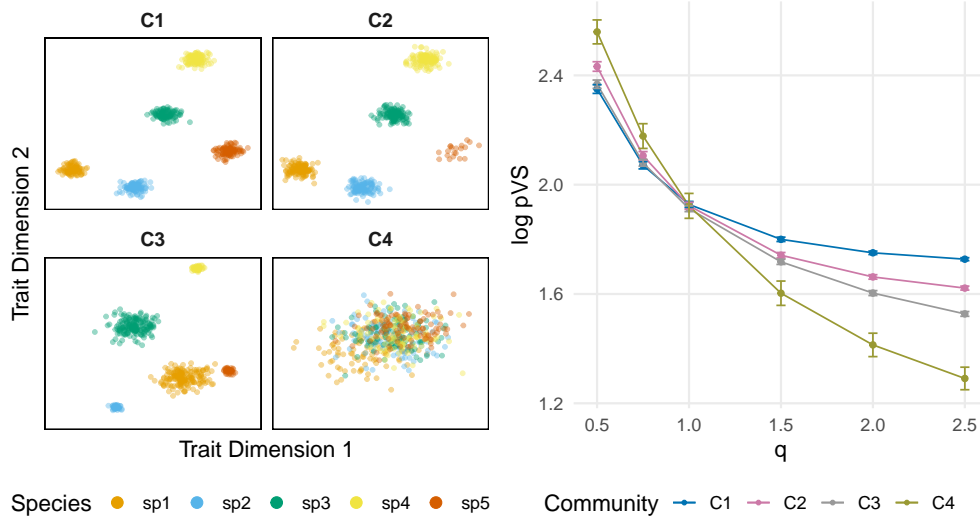 C1
C2
C3
C4
Trait Dimension 2
Trait Dimension 1
Species
sp1
sp2
sp3
sp4
sp5
log pVS
2.4
2.0
1.6
1.2
0.5
1.0
1.5
2.0
2.5
q
Community
C1
C2
C3
C4